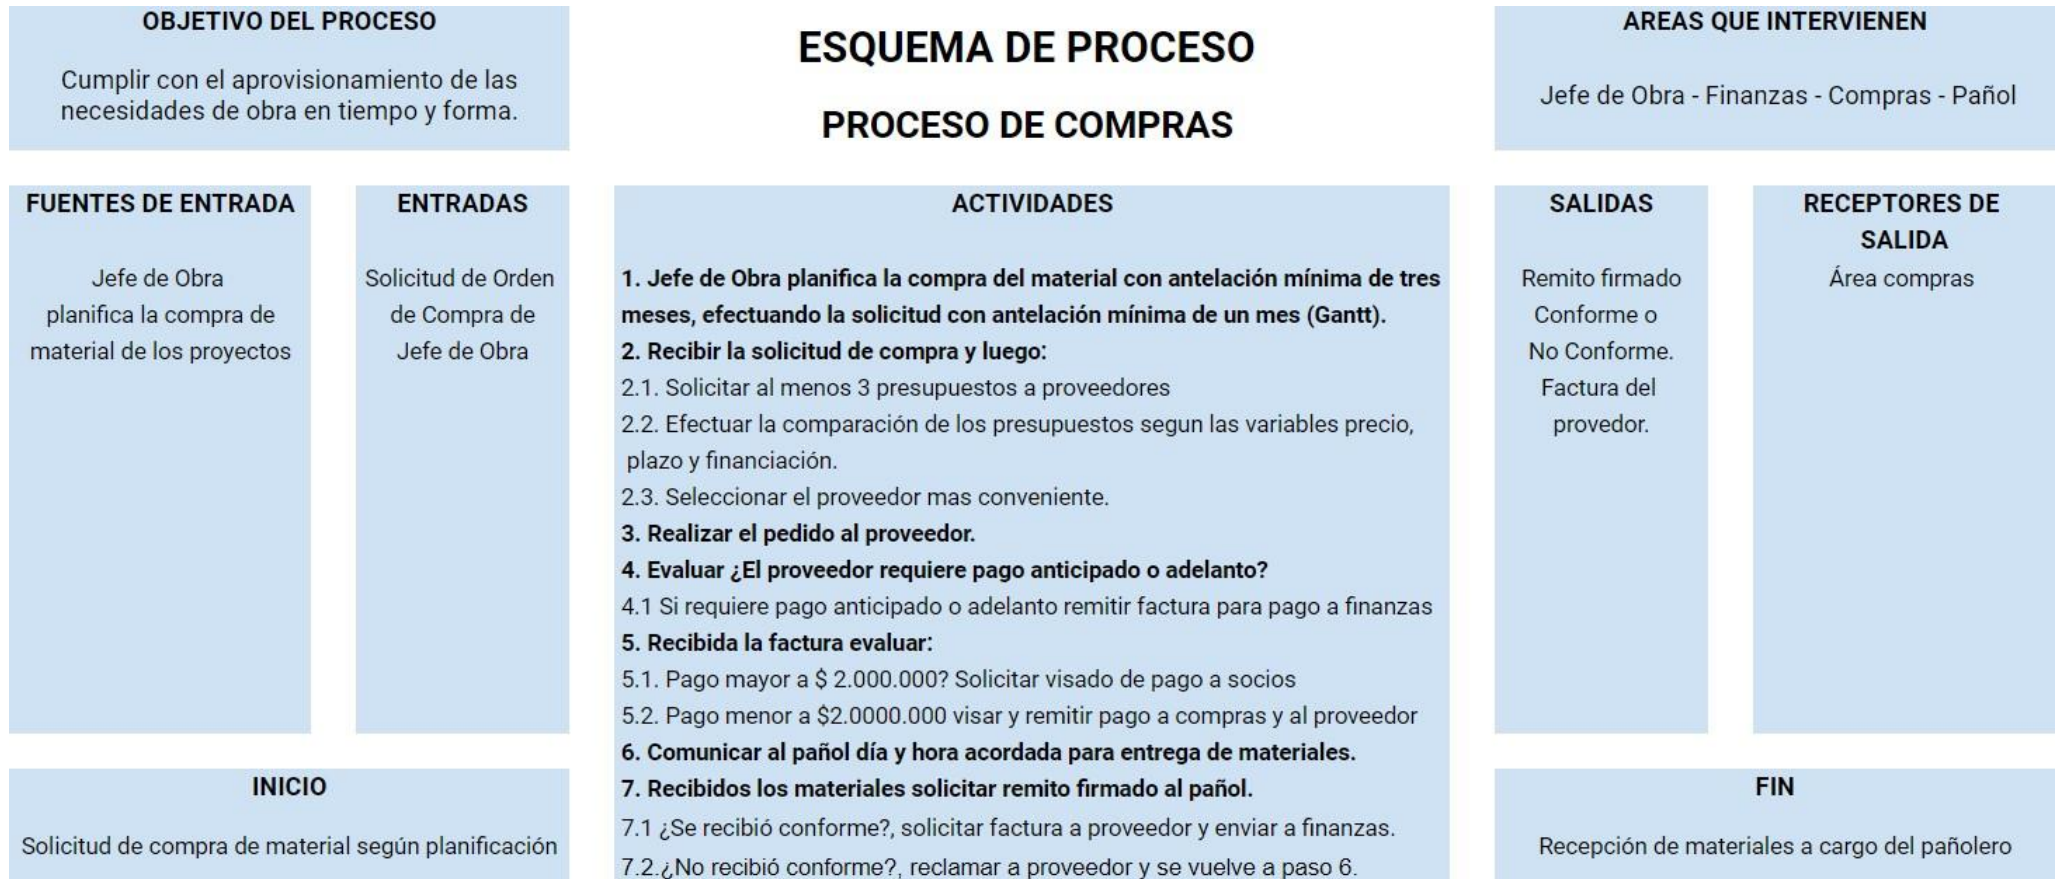 OBJETIVO DEL PROCESO
Cumplir con el aprovisionamiento de las
necesidades de obra en tiempo y forma.
ESQUEMA DE PROCESO
PROCESO DE COMPRAS
AREAS QUE INTERVIENEN
Jefe de Obra - Finanzas - Compras - Pañol
FUENTES DE ENTRADA
Jefe de Obra
planifica la compra de
material de los proyectos
ENTRADAS
Solicitud de Orden
de Compra de
Jefe de Obra
ACTIVIDADES
1. Jefe de Obra planifica la compra del material con antelación mínima de tres
meses, efectuando la solicitud con antelación mínima de un mes (Gantt).
2. Recibir la solicitud de compra y luego:
2.1. Solicitar al menos 3 presupuestos a proveedores
2.2. Efectuar la comparación de los presupuestos segun las variables precio,
plazo y financiación.
2.3. Seleccionar el proveedor mas conveniente.
3. Realizar el pedido al proveedor.
4. Evaluar ¿El proveedor requiere pago anticipado o adelanto?
4.1 Si requiere pago anticipado o adelanto remitir factura para pago a finanzas
5. Recibida la factura evaluar:
5.1. Pago mayor a $ 2.000.000? Solicitar visado de pago a socios
5.2. Pago menor a $2.0000.000 visar y remitir pago a compras y al proveedor
6. Comunicar al pañol día y hora acordada para entrega de materiales.
7. Recibidos los materiales solicitar remito firmado al pañol.
7.1 ¿Se recibió conforme?, solicitar factura a proveedor y enviar a finanzas.
7.2.¿No recibió conforme?, reclamar a proveedor y se vuelve a paso 6.
SALIDAS
Remito firmado
Conforme o
No Conforme.
Factura del
provedor.
RECEPTORES DE
SALIDA
Área compras
INICIO
Solicitud de compra de material según planificación
FIN
Recepción de materiales a cargo del pañolero